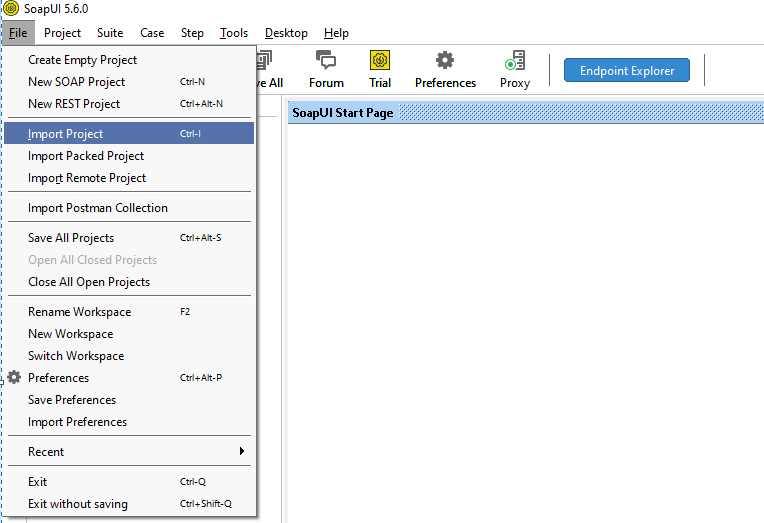 SoapUI 5.6.0
File Project Suite Case Step Tools Desktop Help
ve All Forum Trial Preferences Proxy Endpoint Explorer
SoapUI Start Page
Create Empty Project
New SOAP Project Ctrl-N
New REST Project Ctrl+Alt-N
Import Project Ctrl-I
Import Packed Project
Import Remote Project
Import Postman Collection
Save All Projects Ctrl+Alt-S
Open All Closed Projects
Close All Open Projects
Rename Workspace F2
New Workspace
Switch Workspace
Preferences Ctrl+Alt-P
Save Preferences
Import Preferences
Recent
Exit Ctrl-Q
Exit without saving Ctrl+Shift-Q